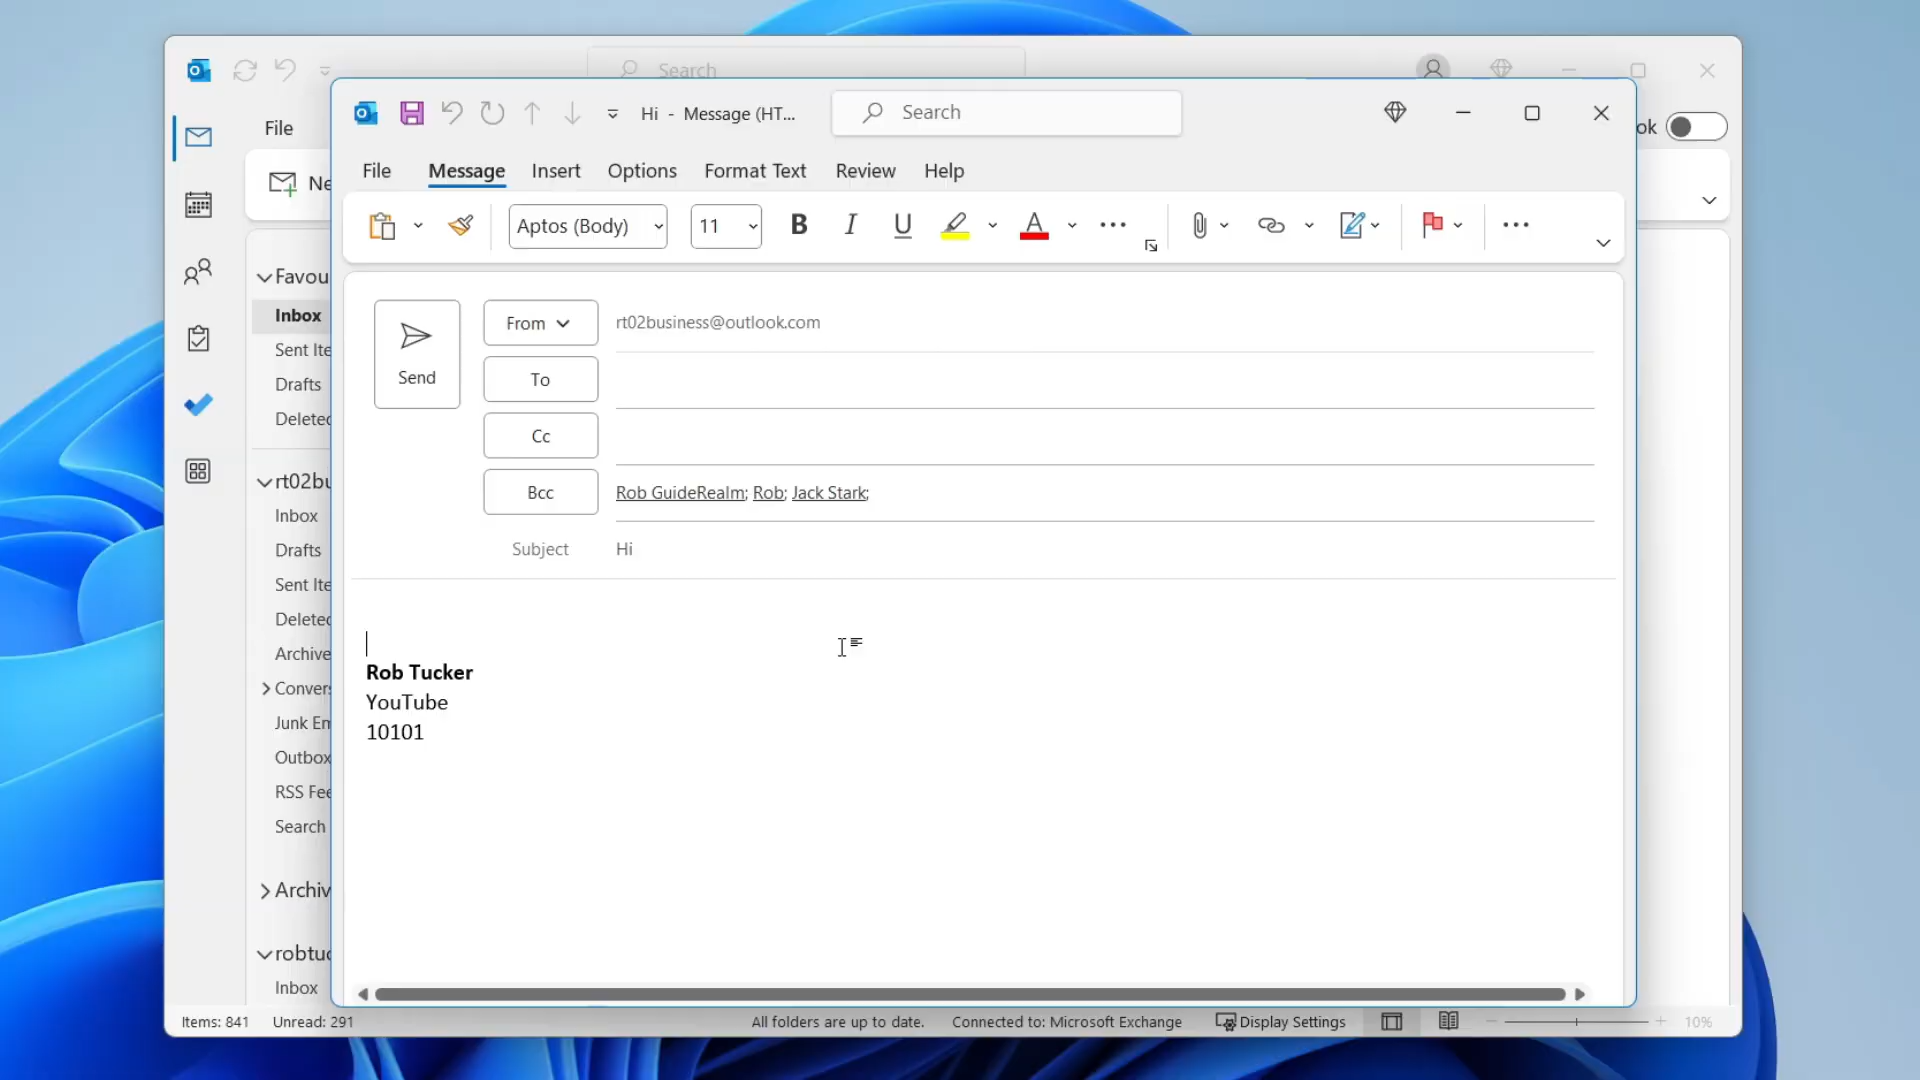 Search
File
Ne
Favou
Inbox
Sent Ite
Drafts
Deleted
rt02bu
Inbox
Drafts
Sent Ite
Deleted
Archive
Convers
Junk Em
Outbox
RSS Fee
Search
Archiv
robtuc
Inbox
ok
Hi - Message (HT...
Search
File Message Insert Options Format Text Review Help
Aptos (Body) 11 B I U A
Send
From rt02business@outlook.com
To
Cc
Bcc Rob GuideRealm; Rob; Jack Stark;
Subject Hi
Rob Tucker
YouTube
10101
Items: 841 Unread: 291 All folders are up to date. Connected to: Microsoft Exchange Display Settings 10%